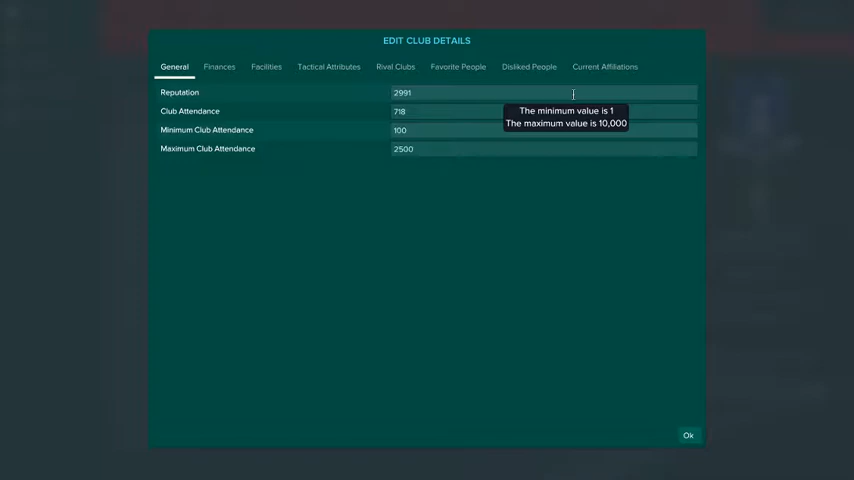 EDIT CLUB DETAILS
General Finances Facilities Tactical Attributes Rival Clubs Favorite People Disliked People Current Affiliations
Reputation 2991
Club Attendance 718
The minimum value is 1
The maximum value is 10,000
Minimum Club Attendance 100
Maximum Club Attendance 2500
Ok